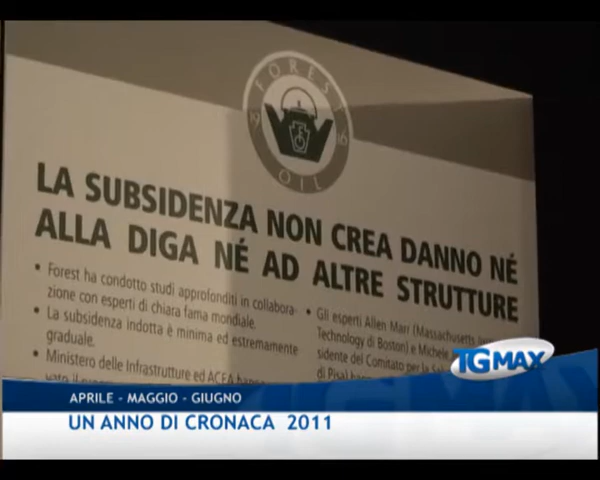 FOREST
19 16
OIL
LA SUBSIDENZA NON CREA DANNO NÉ
ALLA DIGA NÉ AD ALTRE STRUTTURE
• Forest ha condotto studi approfonditi in collabora-
zione con esperti di chiara fama mondiale.
• La subsidenza indotta è minima ed estremamente
graduale.
• Ministero delle Infrastrutture ed ACEA
• Gli esperti Allen Marr (Massachusetts
Technology di Boston) e Michele
sidente del Comitato per la
di Pisa)
TGMAX
APRILE - MAGGIO - GIUGNO
UN ANNO DI CRONACA 2011